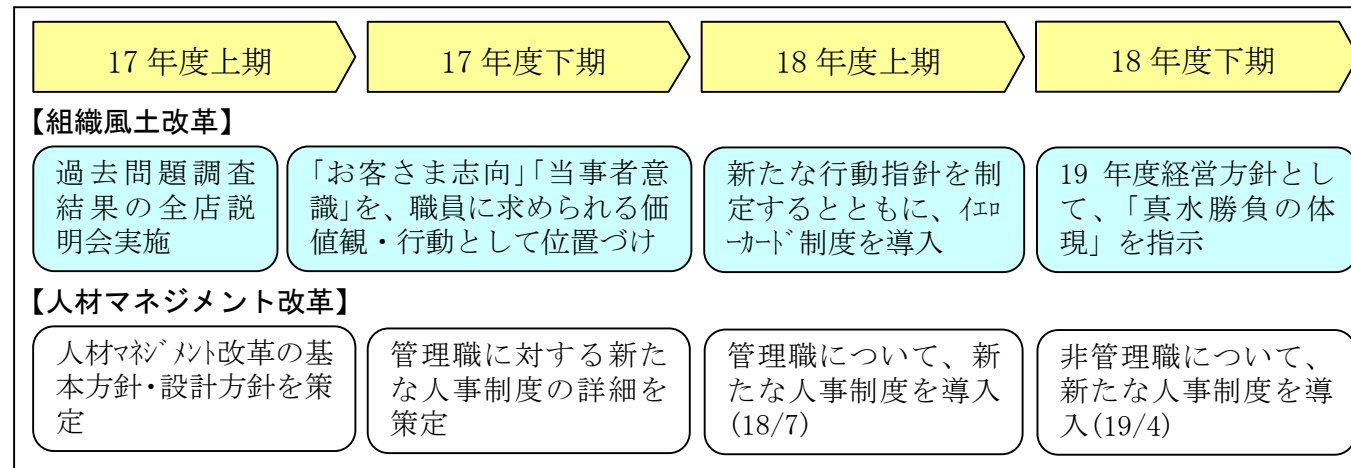 17 年度上期
17 年度下期
18 年度上期
18 年度下期
【組織風土改革】
過去問題調査
結果の全店説
明会実施
「お客さま志向」「当事者意
識」を、職員に求められる価
値観・行動として位置づけ
新たな行動指針を制
定するとともに、ｲｴﾛ
ｰｶｰﾄﾞ制度を導入
19 年度経営方針とし
て、「真水勝負の体
現」を指示
【人材マネジメント改革】
人材ﾏﾈｼﾞﾒﾝﾄ改革の基
本方針・設計方針を策
定
管理職に対する新た
な人事制度の詳細を
策定
管理職について、新
たな人事制度を導入
(18/7)
非管理職について、
新たな人事制度を導
入(19/4)